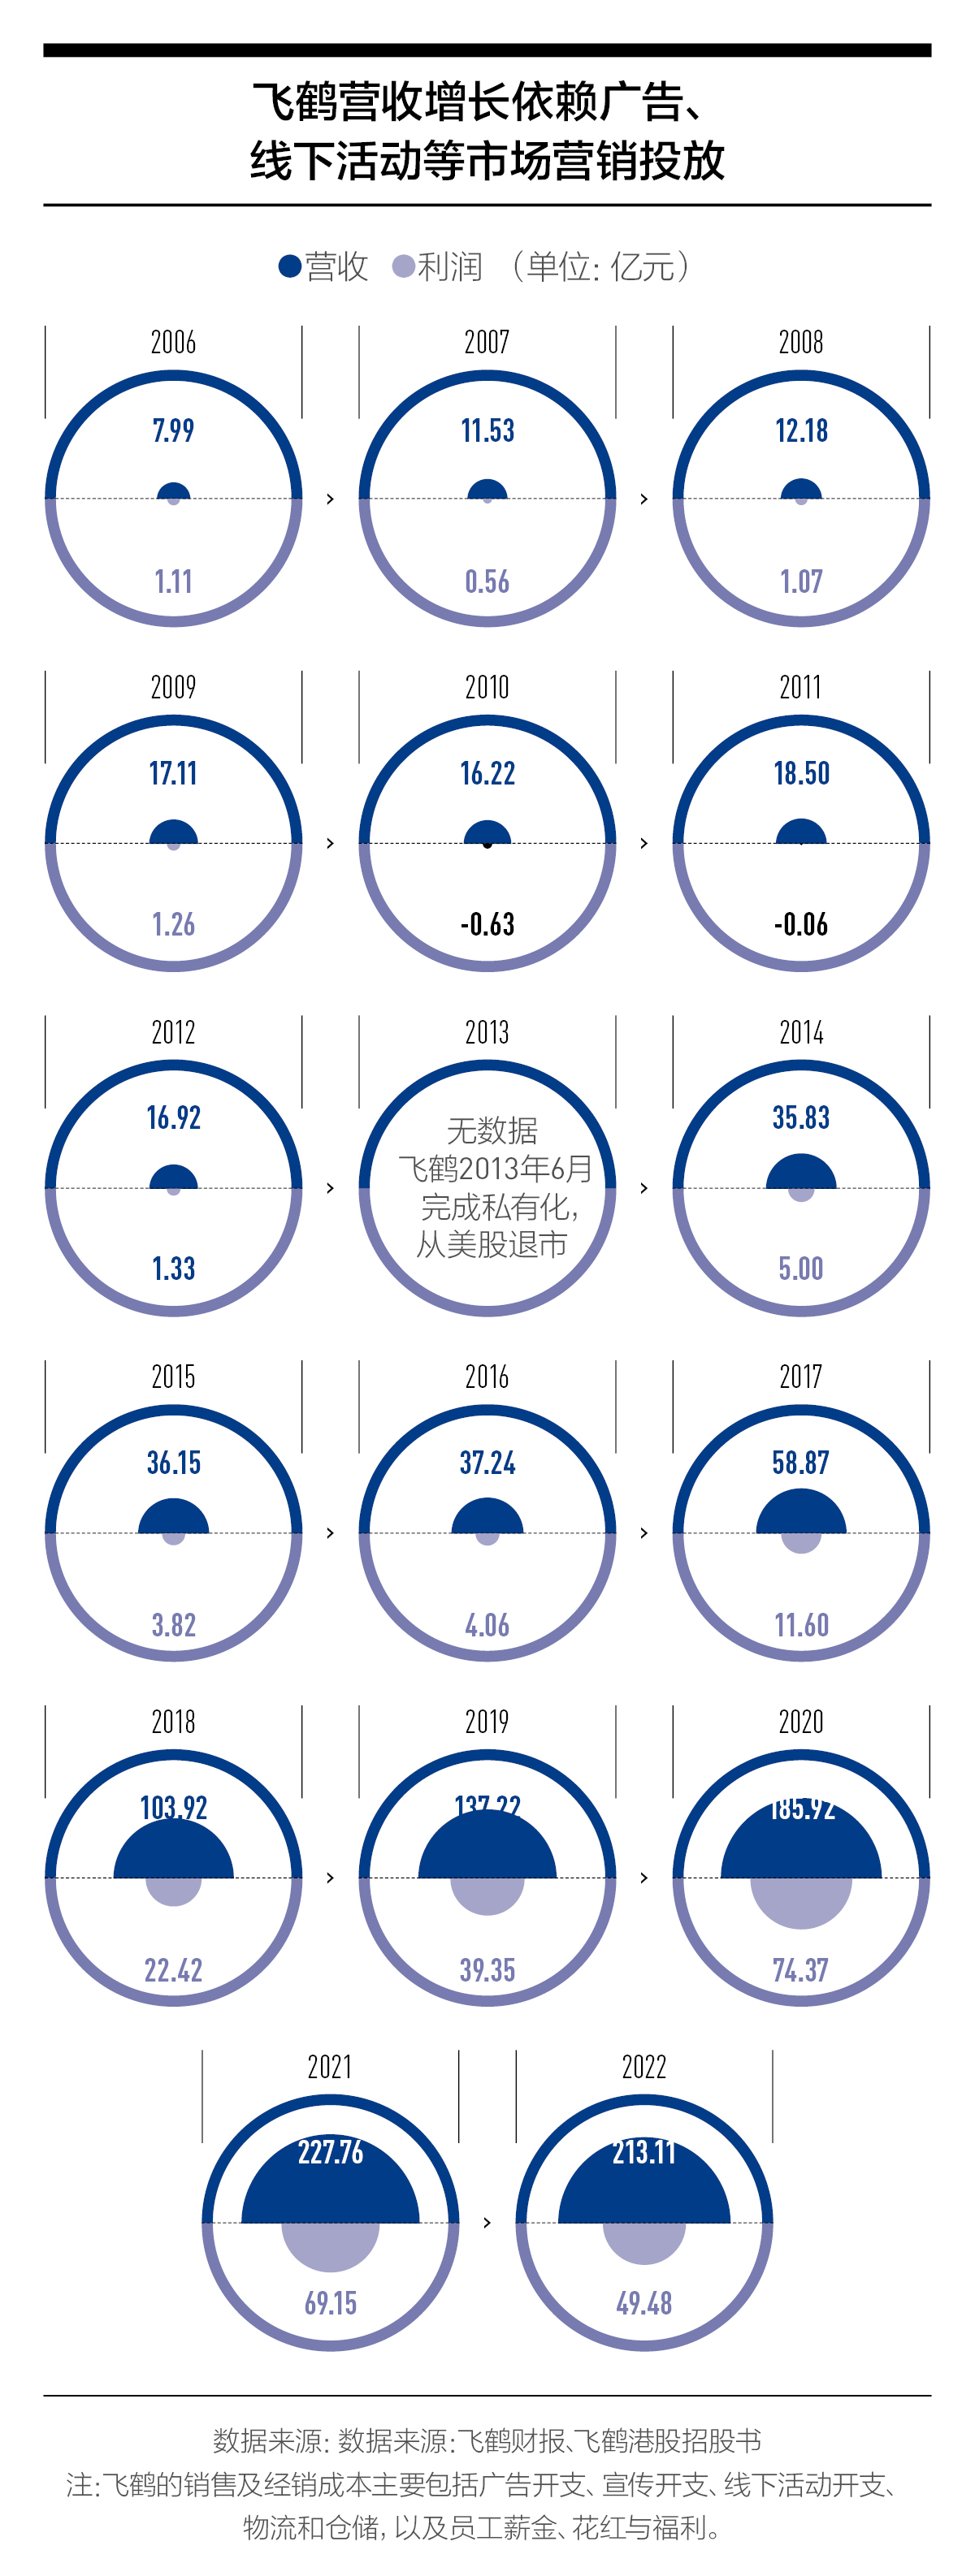 飞鹤营收增长依赖广告、
线下活动等市场营销投放
营收 利润 （单位：亿元）
2006 2007 2008
7.99 11.53 12.18
1.11 0.56 1.07
2009 2010 2011
17.11 16.22 18.50
1.26 -0.63 -0.06
2012 2013 2014
16.92 35.83
无数据
飞鹤2013年6月
完成私有化，
从美股退市
1.33 5.00
2015 2016 2017
36.15 37.24 58.87
3.82 4.06 11.60
2018 2019 2020
103.92 137.22 185.92
22.42 39.35 74.37
2021 2022
227.76 213.11
69.15 49.48
数据来源：数据来源：飞鹤财报、飞鹤港股招股书
注：飞鹤的销售及经销成本主要包括广告开支、宣传开支、线下活动开支、
物流和仓储，以及员工薪金、花红与福利。